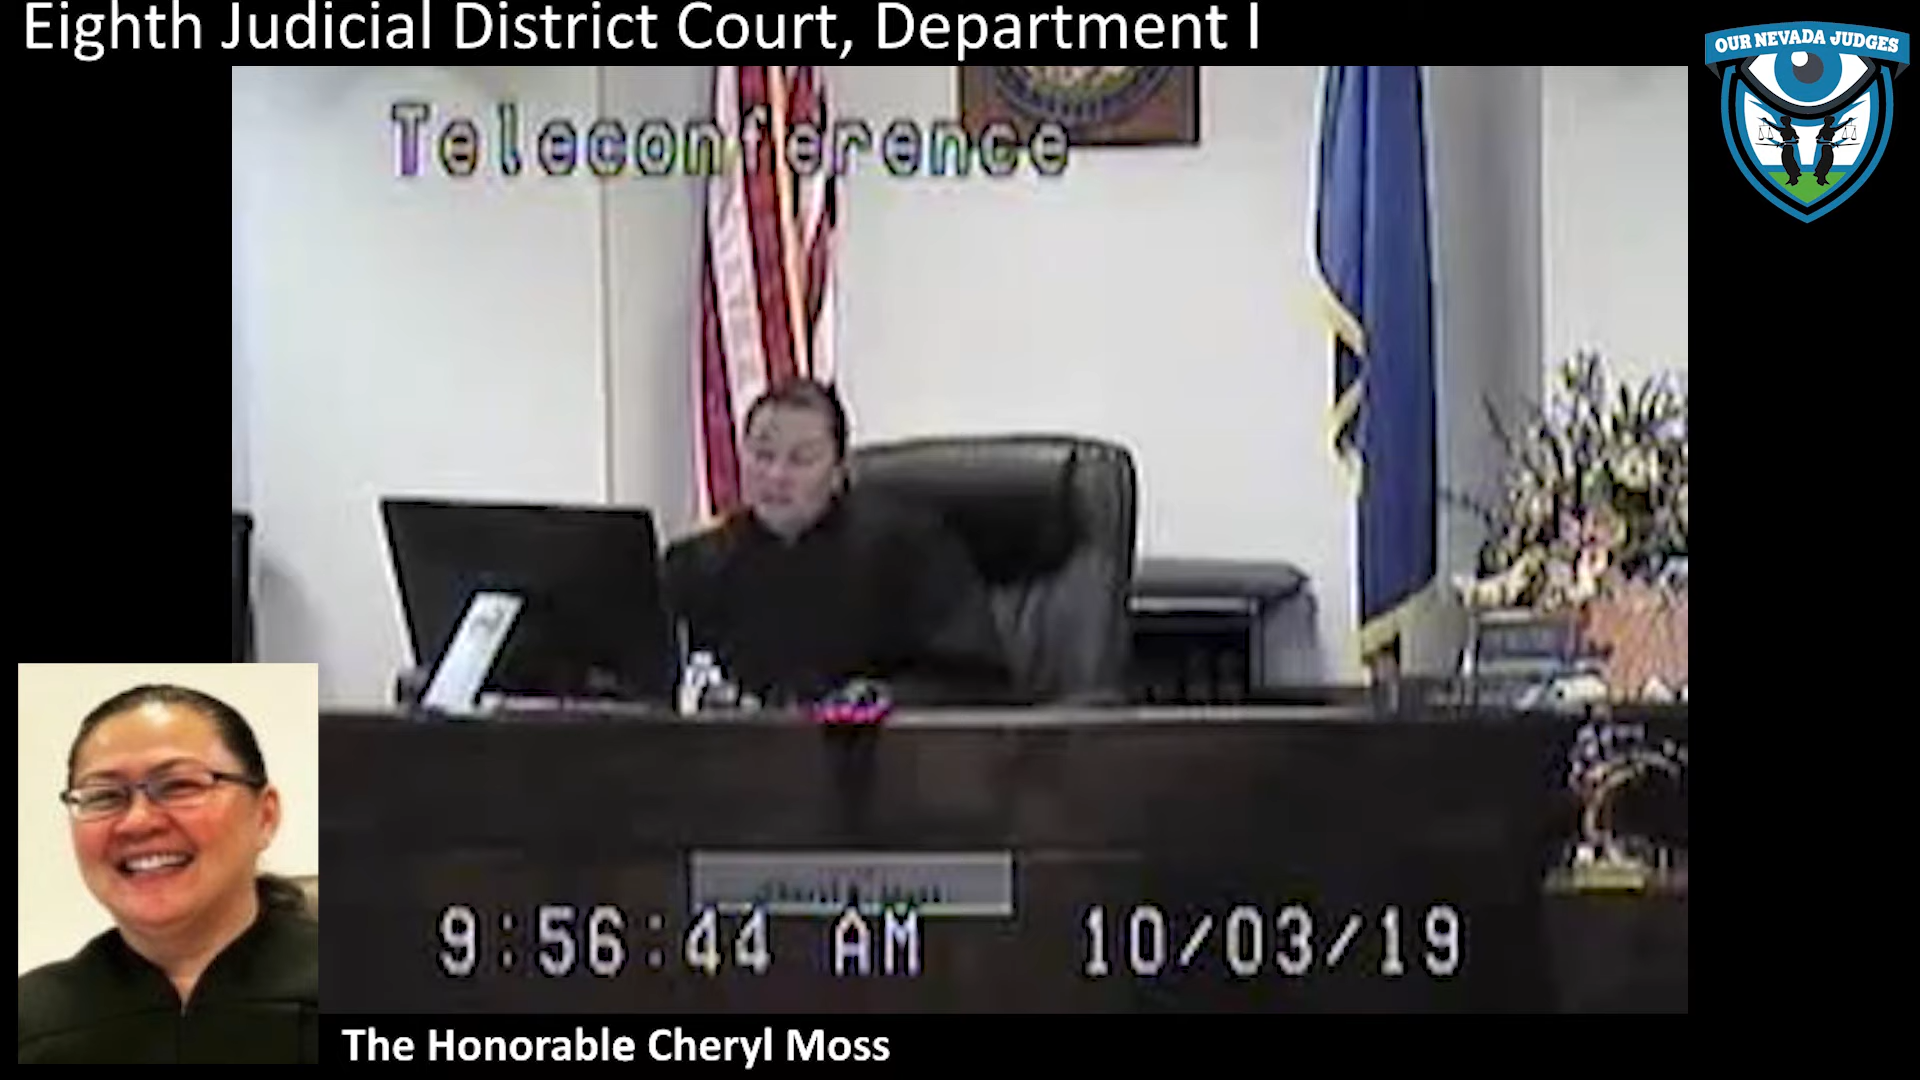 Eighth Judicial District Court, Department I
OUR NEVADA JUDGES
Teleconference
9:56:44 AM 10/03/19
The Honorable Cheryl Moss